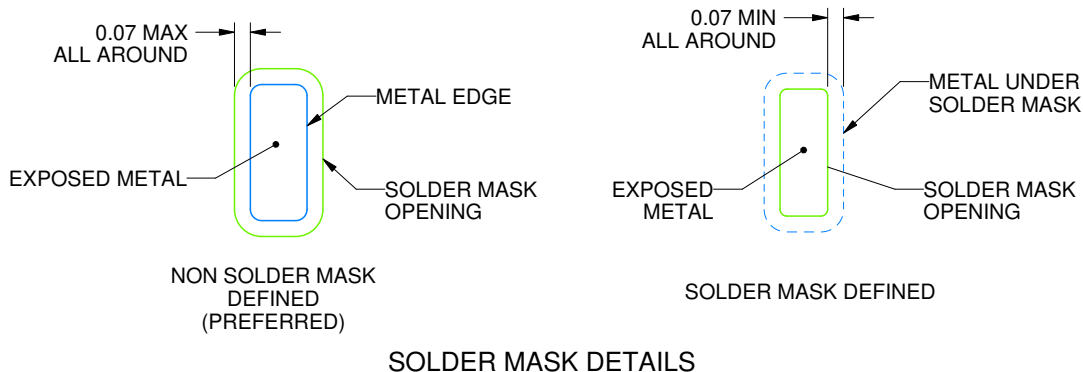 0.07 MAX
ALL AROUND
METAL EDGE
EXPOSED METAL
SOLDER MASK
OPENING
NON SOLDER MASK
DEFINED
(PREFERRED)
0.07 MIN
ALL AROUND
METAL UNDER
SOLDER MASK
EXPOSED
METAL
SOLDER MASK
OPENING
SOLDER MASK DEFINED
SOLDER MASK DETAILS